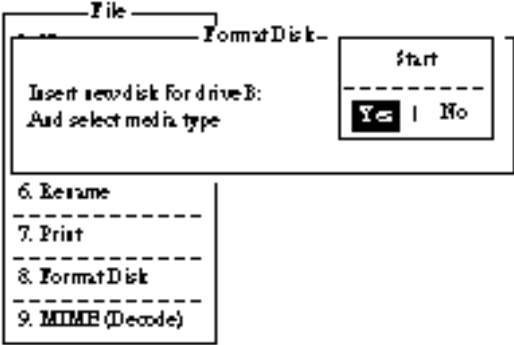 File
Format Disk
Start
Insert new disk for drive B:
And select media type
Yes | No
6. Rename
7. Print
8. Format Disk
9. MIME (Decode)